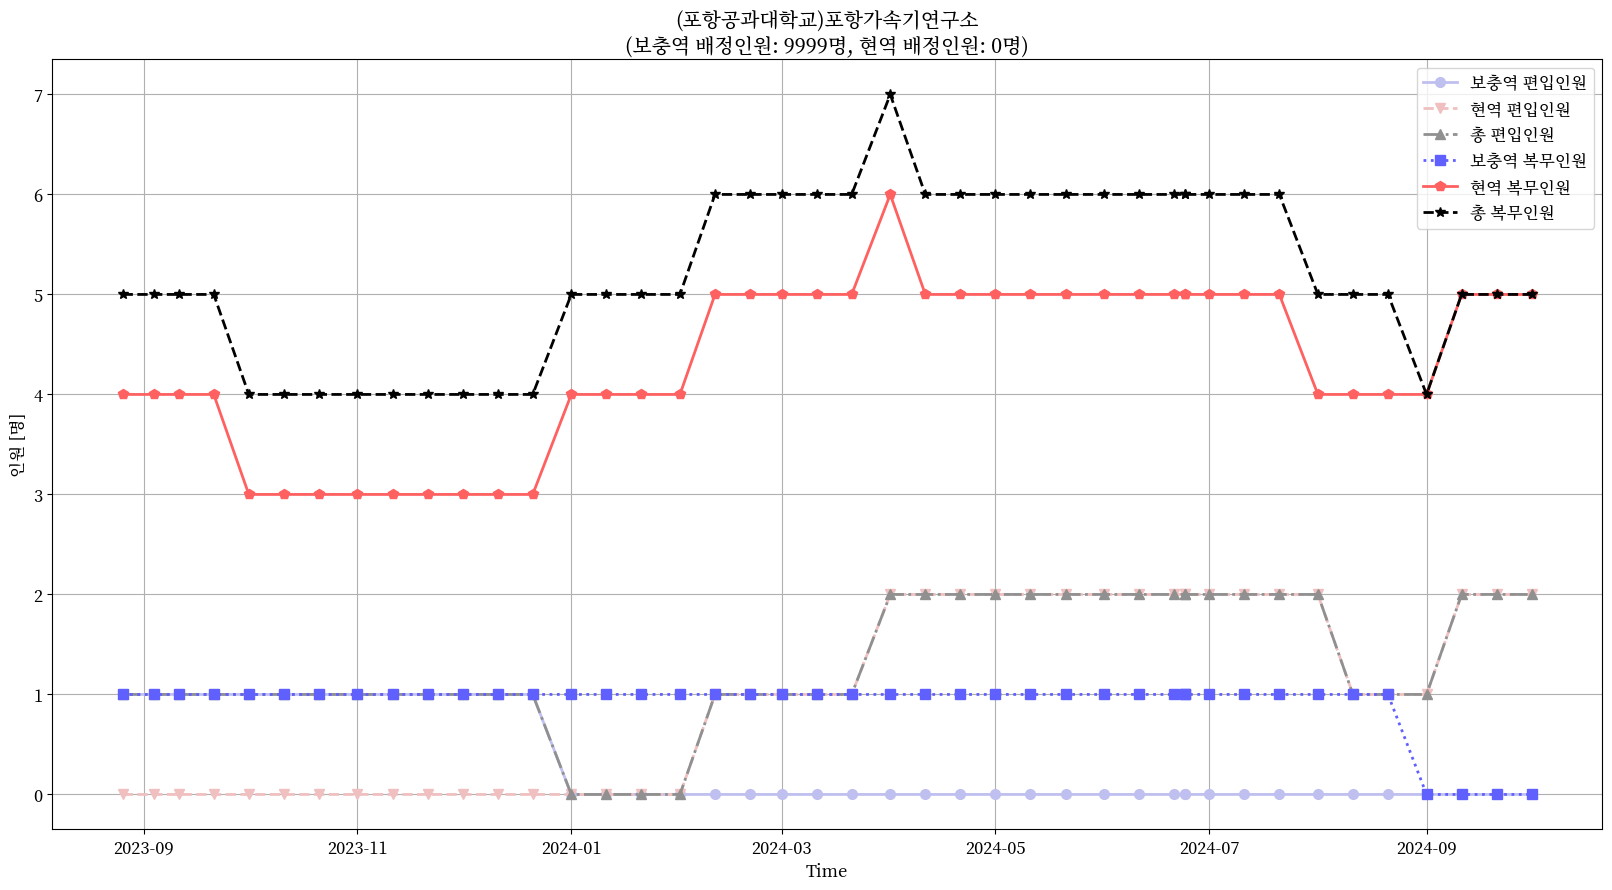 (포항공과대학교)포항가속기연구소
(보충역 배정인원: 9999명, 현역 배정인원: 0명)
보충역 편입인원
현역 편입인원
총 편입인원
보충역 복무인원
현역 복무인원
총 복무인원
7
6
5
4
3
2
1
0
인원 [명]
2023-09
2023-11
2024-01
2024-03
2024-05
2024-07
2024-09
Time